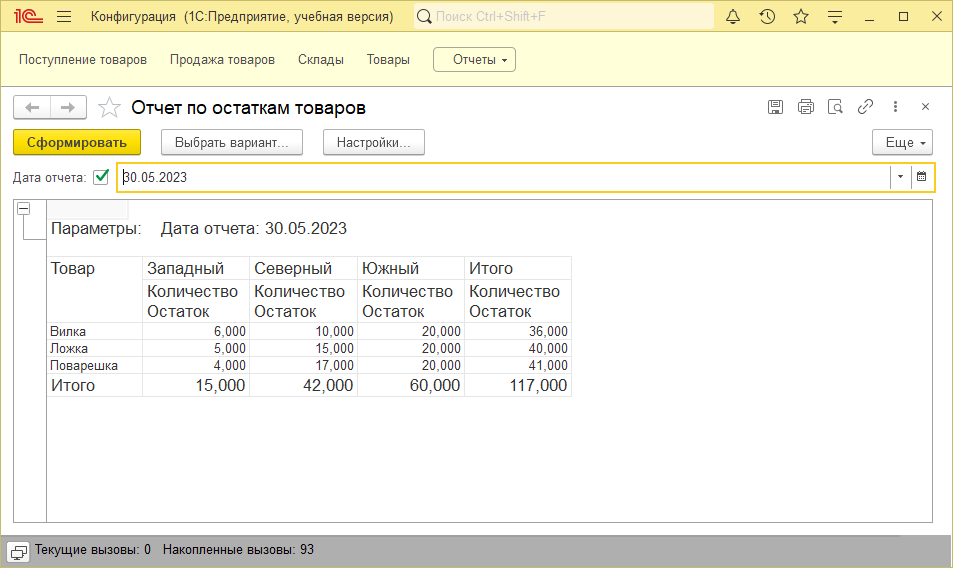 1С Конфигурация (1С:Предприятие, учебная версия) Поиск Ctrl+Shift+F
Поступление товаров Продажа товаров Склады Товары Отчеты
Отчет по остаткам товаров
Сформировать Выбрать вариант... Настройки... Еще
Дата отчета: 30.05.2023
Параметры: Дата отчета: 30.05.2023
Товар Западный Северный Южный Итого
Количество Количество Количество Количество
Остаток Остаток Остаток Остаток
Вилка 6,000 10,000 20,000 36,000
Ложка 5,000 15,000 20,000 40,000
Поварешка 4,000 17,000 20,000 41,000
Итого 15,000 42,000 60,000 117,000
Текущие вызовы: 0 Накопленные вызовы: 93